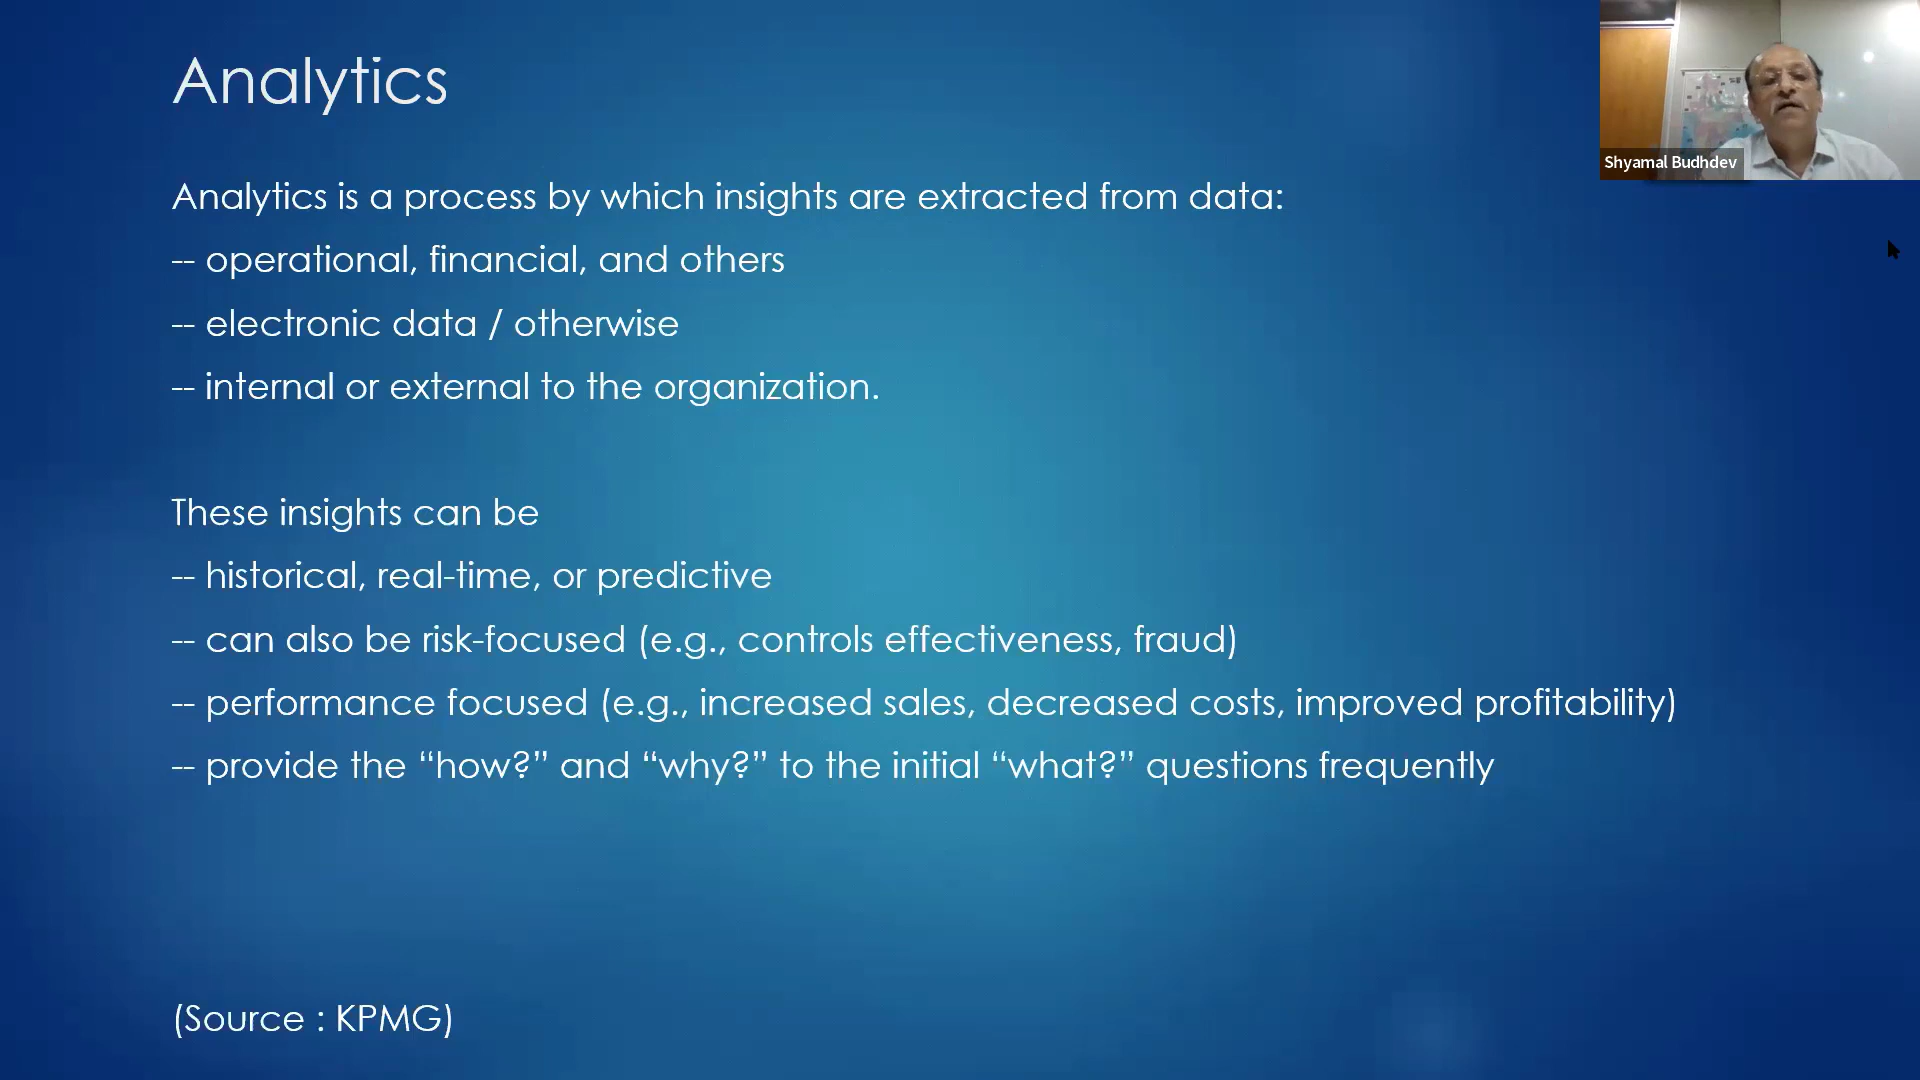 Analytics
Shyamal Budhdev
Analytics is a process by which insights are extracted from data:
-- operational, financial, and others
-- electronic data / otherwise
-- internal or external to the organization.
These insights can be
-- historical, real-time, or predictive
-- can also be risk-focused (e.g., controls effectiveness, fraud)
-- performance focused (e.g., increased sales, decreased costs, improved profitability)
-- provide the “how?” and “why?” to the initial “what?” questions frequently
(Source : KPMG)